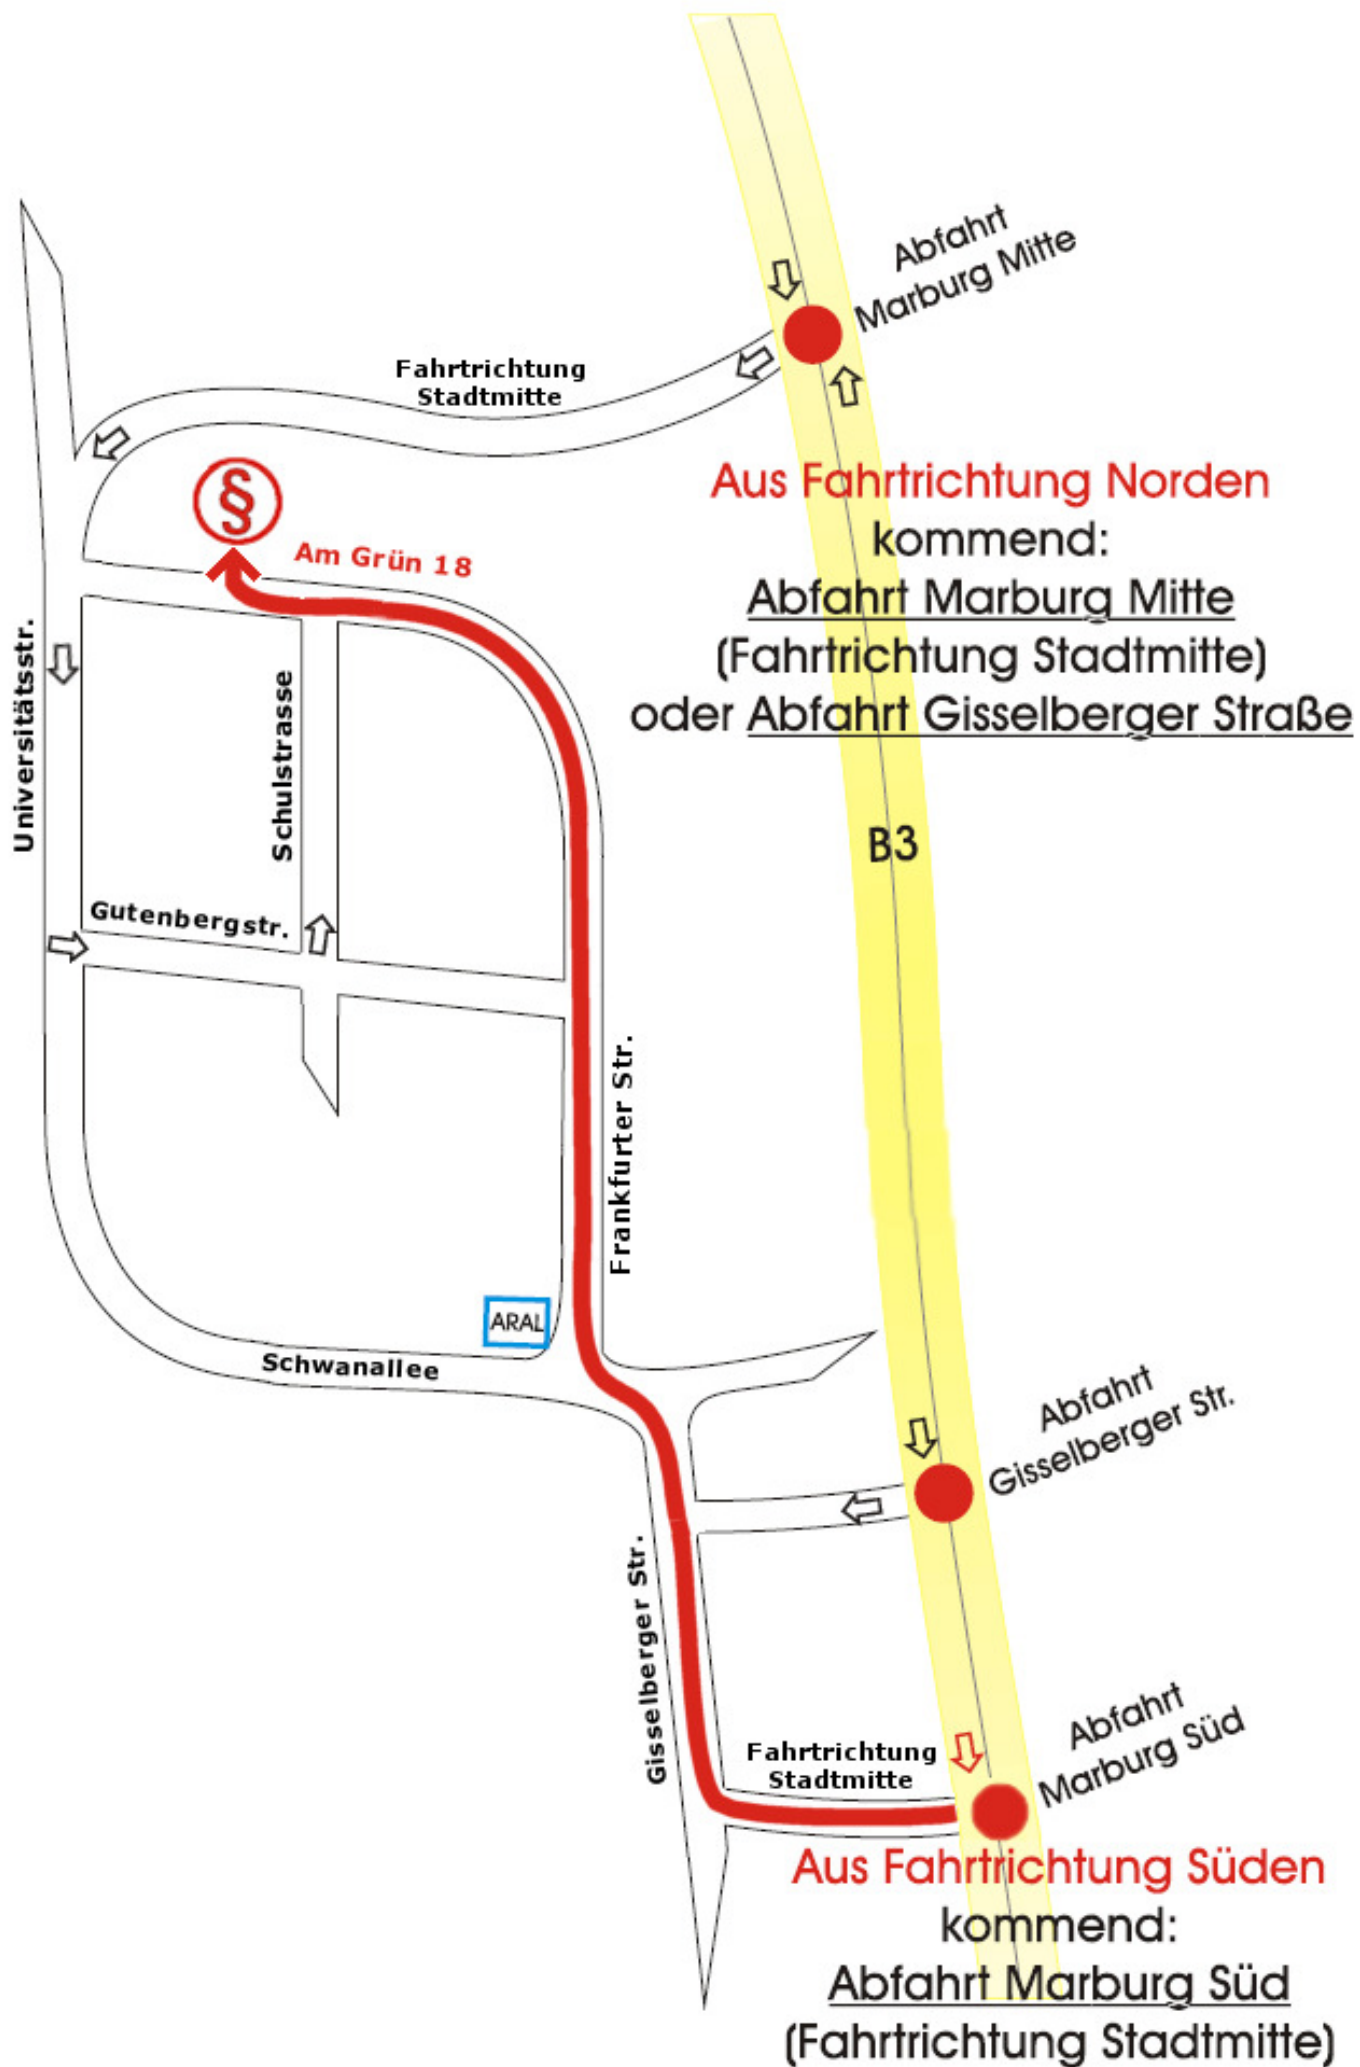 Abfahrt
Marburg Mitte
Fahrtrichtung
Stadtmitte
§
Am Grün 18
Aus Fahrtrichtung Norden
kommend:
Abfahrt Marburg Mitte
(Fahrtrichtung Stadtmitte)
oder Abfahrt Gisselberger Straße
Universitätsstr.
Schulstrasse
B3
Gutenbergstr.
Frankfurter Str.
ARAL
Schwanallee
Abfahrt
Gisselberger Str.
Gisselberger Str.
Fahrtrichtung
Stadtmitte
Abfahrt
Marburg Süd
Aus Fahrtrichtung Süden
kommend:
Abfahrt Marburg Süd
(Fahrtrichtung Stadtmitte)